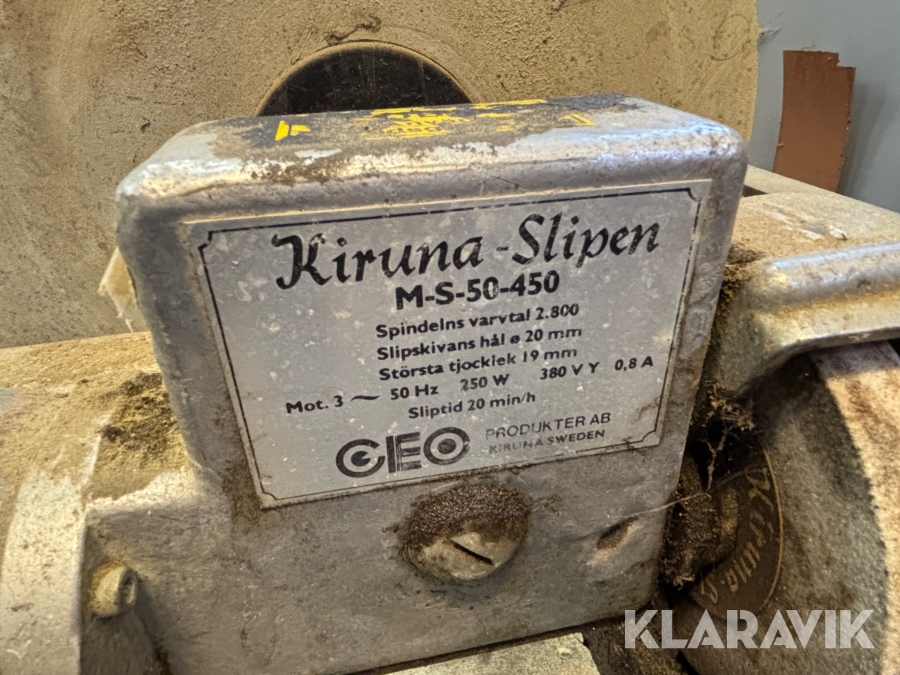 Kiruna-Slipen
M-S-50-450
Spindelns varvtal 2.800
Slipskivans hål ø 20 mm
Största tjocklek 19 mm
Mot. 3 ~ 50 Hz 250 W 380 V Y 0,8 A
Sliptid 20 min/h
GEO PRODUKTER AB
KIRUNA SWEDEN
Kiruna
KLARAVIK